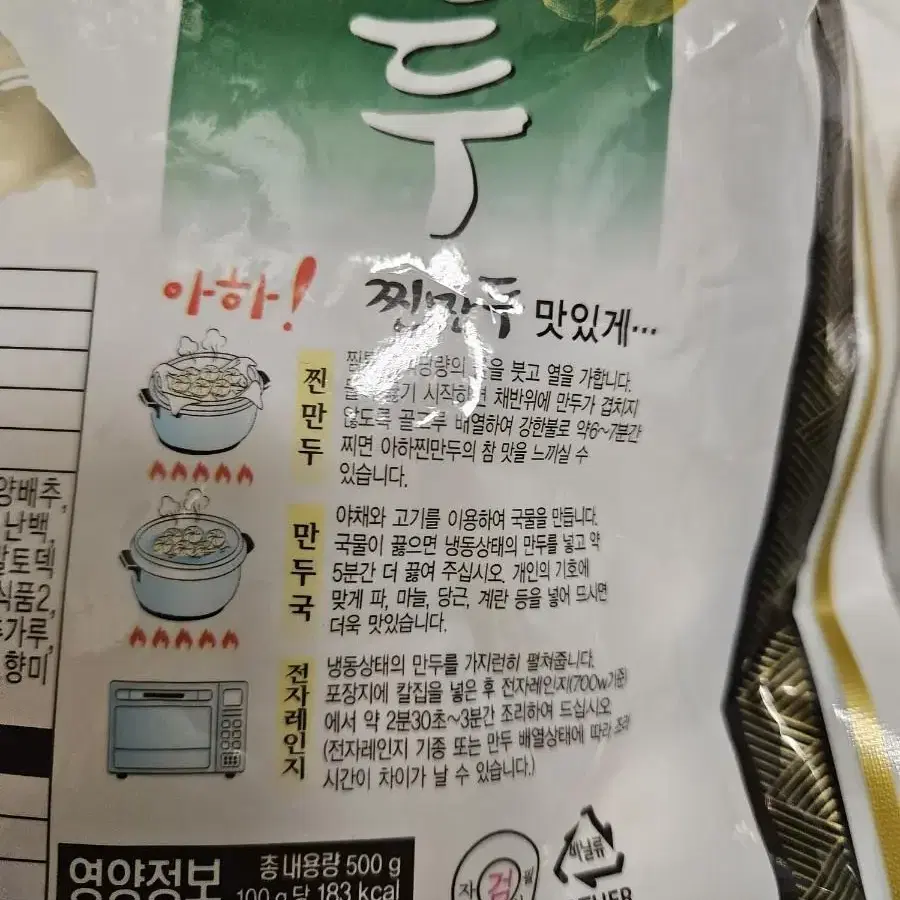 두
아하! 찐만두 맛있게...
찐만두
을 붓고 열을 가합니다.
시작하면 채반위에 만두가 겹치지
않도록 골고루 배열하여 강한불로 약6~7분간
찌면 아하찐만두의 참 맛을 느끼실 수
있습니다.
만두국
야채와 고기를 이용하여 국물을 만듭니다.
국물이 끓으면 냉동상태의 만두를 넣고 약
5분간 더 끓여 주십시오. 개인의 기호에
맞게 파, 마늘, 당근, 계란 등을 넣어 드시면
더욱 맛있습니다.
전자레인지
냉동상태의 만두를 가지런히 펼쳐줍니다.
포장지에 칼집을 넣은 후 전자레인지(700w기준)
에서 약 2분30초~3분간 조리하여 드십시오
(전자레인지 기종 또는 만두 배열상태에 따라 조리
시간이 차이가 날 수 있습니다.)
양배추,
난백,
말토덱
식품2,
가루,
향미
영양정보
총 내용량 500 g
100 g 당 183 kcal
자 검
비닐류
OTHER